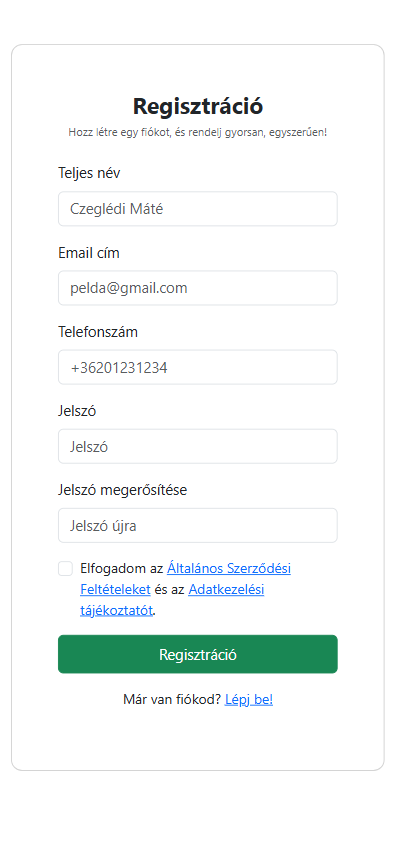 Regisztráció
Hozz létre egy fiókot, és rendelj gyorsan, egyszerűen!
Teljes név
Czeglédi Máté
Email cím
pelda@gmail.com
Telefonszám
+36201231234
Jelszó
Jelszó
Jelszó megerősítése
Jelszó újra
Elfogadom az Általános Szerződési
Feltételeket és az Adatkezelési
tájékoztatót.
Regisztráció
Már van fiókod? Lépj be!